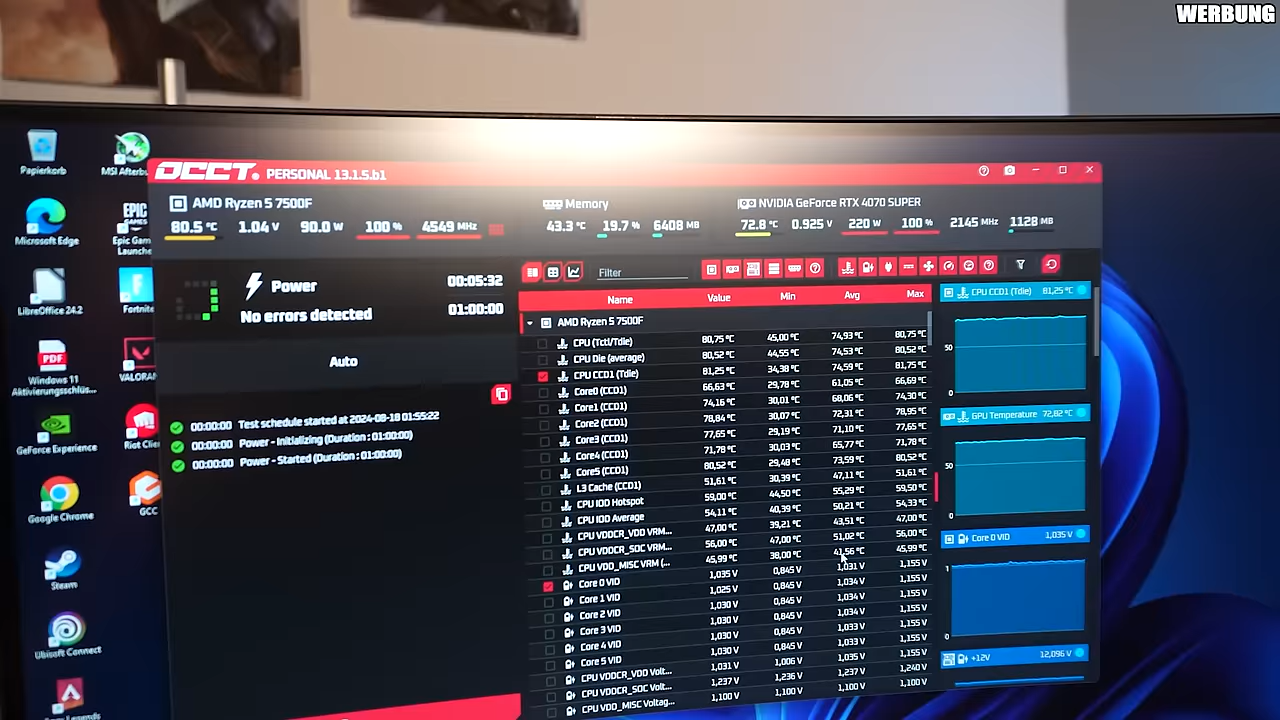 WERBUNG
Papierkorb
MSI Afterbu
Microsoft Edge
EPIC
GAMES
Epic Gam
Launche
LibreOffice 24.2
Fortnite
PDF
Windows 11
Aktivierungsschlüs...
VALORAN
GeForce Experience
Riot Clie
Google Chrome
GCC
Steam
Ubisoft Connect
OCCT. PERSONAL 13.1.5.b1
AMD Ryzen 5 7500F
80.5 °C 1.04 V 90.0 W 100 % 4549 MHz
Memory
43.3 °C 19.7 % 6408 MB
NVIDIA GeForce RTX 4070 SUPER
72.8 °C 0.925 V 220 W 100 % 2145 MHz 1128 MB
Power 00:05:32
No errors detected 01:00:00
Auto
00:00:00 Test schedule started at 2024-08-18 01:55:22
00:00:00 Power - Initializing (Duration : 01:00:00)
00:00:00 Power - Started (Duration : 01:00:00)
Filter
Name Value Min Avg Max
AMD Ryzen 5 7500F
CPU (Tctl/Tdie) 80,75 °C 45,00 °C 74,93 °C 80,75 °C
CPU Die (average) 80,52 °C 44,55 °C 74,53 °C 80,52 °C
CPU CCD1 (Tdie) 81,25 °C 34,38 °C 74,59 °C 81,75 °C
Core0 (CCD1) 66,63 °C 29,78 °C 61,05 °C 66,69 °C
Core1 (CCD1) 74,16 °C 30,01 °C 68,06 °C 74,30 °C
Core2 (CCD1) 78,84 °C 30,07 °C 72,31 °C 78,95 °C
Core3 (CCD1) 77,65 °C 29,19 °C 71,10 °C 77,65 °C
Core4 (CCD1) 71,78 °C 30,03 °C 65,77 °C 71,78 °C
Core5 (CCD1) 80,52 °C 29,48 °C 73,59 °C 80,52 °C
L3 Cache (CCD1) 51,61 °C 30,39 °C 47,11 °C 51,61 °C
CPU IOD Hotspot 59,00 °C 44,50 °C 55,29 °C 59,50 °C
CPU IOD Average 54,11 °C 40,39 °C 50,21 °C 54,33 °C
CPU VDDCR_VDD VRM... 47,00 °C 39,21 °C 43,51 °C 47,00 °C
CPU VDDCR_SOC VRM... 56,00 °C 47,00 °C 51,02 °C 56,00 °C
CPU VDD_MISC VRM (... 45,99 °C 38,00 °C 41,56 °C 45,99 °C
Core 0 VID 1,035 V 0,845 V 1,031 V 1,155 V
Core 1 VID 1,025 V 0,845 V 1,034 V 1,155 V
Core 2 VID 1,030 V 0,845 V 1,034 V 1,155 V
Core 3 VID 1,030 V 0,845 V 1,034 V 1,155 V
Core 4 VID 1,030 V 0,845 V 1,033 V 1,155 V
Core 5 VID 1,030 V 0,845 V 1,033 V 1,155 V
CPU VDDCR_VDD Volt... 1,031 V 1,006 V 1,035 V 1,155 V
CPU VDDCR_SOC Volt... 1,237 V 1,236 V 1,237 V 1,240 V
CPU VDD_MISC Voltag... 1,100 V 1,100 V 1,100 V 1,100 V
CPU CCD1 (Tdie) 81,25 °C
50
0
GPU Temperature 72,82 °C
50
0
Core 0 VID 1,035 V
1
0
+12V 12,096 V